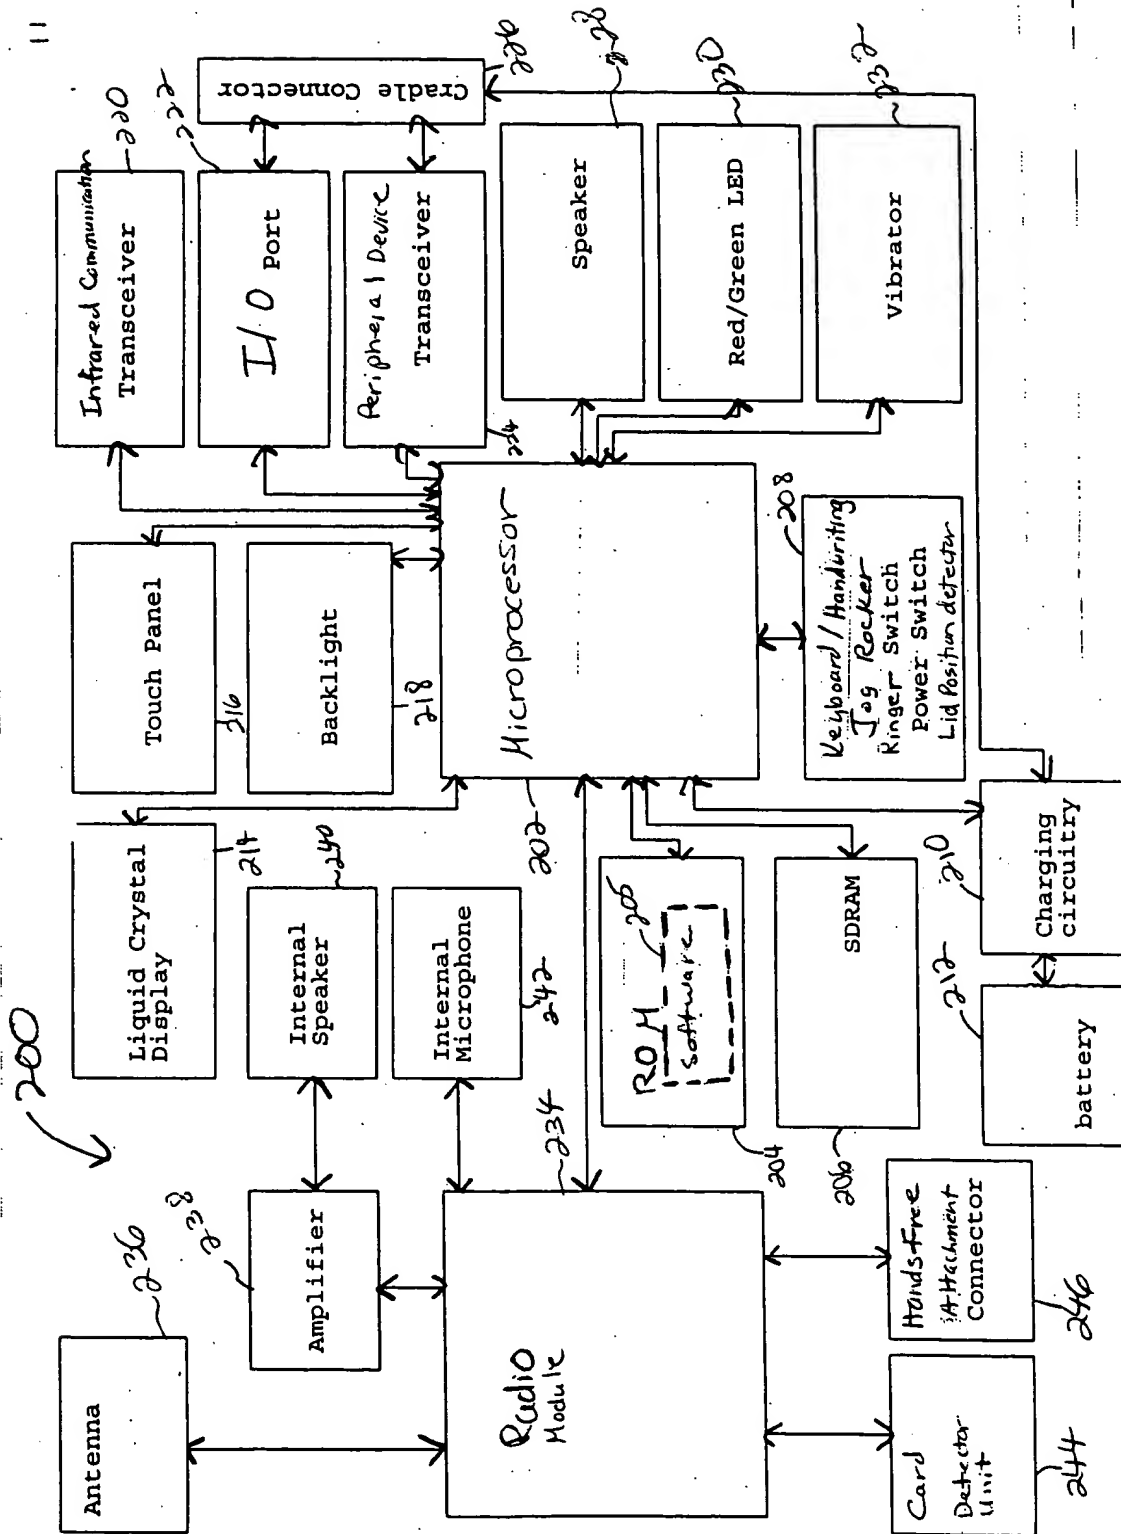 200
Antenna
236
Liquid Crystal
Display
214
Touch Panel
216
Infrared Communication
Transceiver
220
Amplifier
238
Internal
Speaker
240
Backlight
218
I/O Port
222
Cradle Connector
226
Internal
Microphone
242
Peripheral Device
Transceiver
224
Radio
Module
234
Microprocessor
202
Speaker
228
ROM
Software
205
204
Red/Green LED
230
SDRAM
206
Vibrator
232
Keyboard/Handwriting
Jog Rocker
Ringer Switch
Power Switch
Lid Position detector
208
Card
Detector
Unit
244
Hands-Free
Attachment
Connector
246
battery
212
Charging
circuitry
210